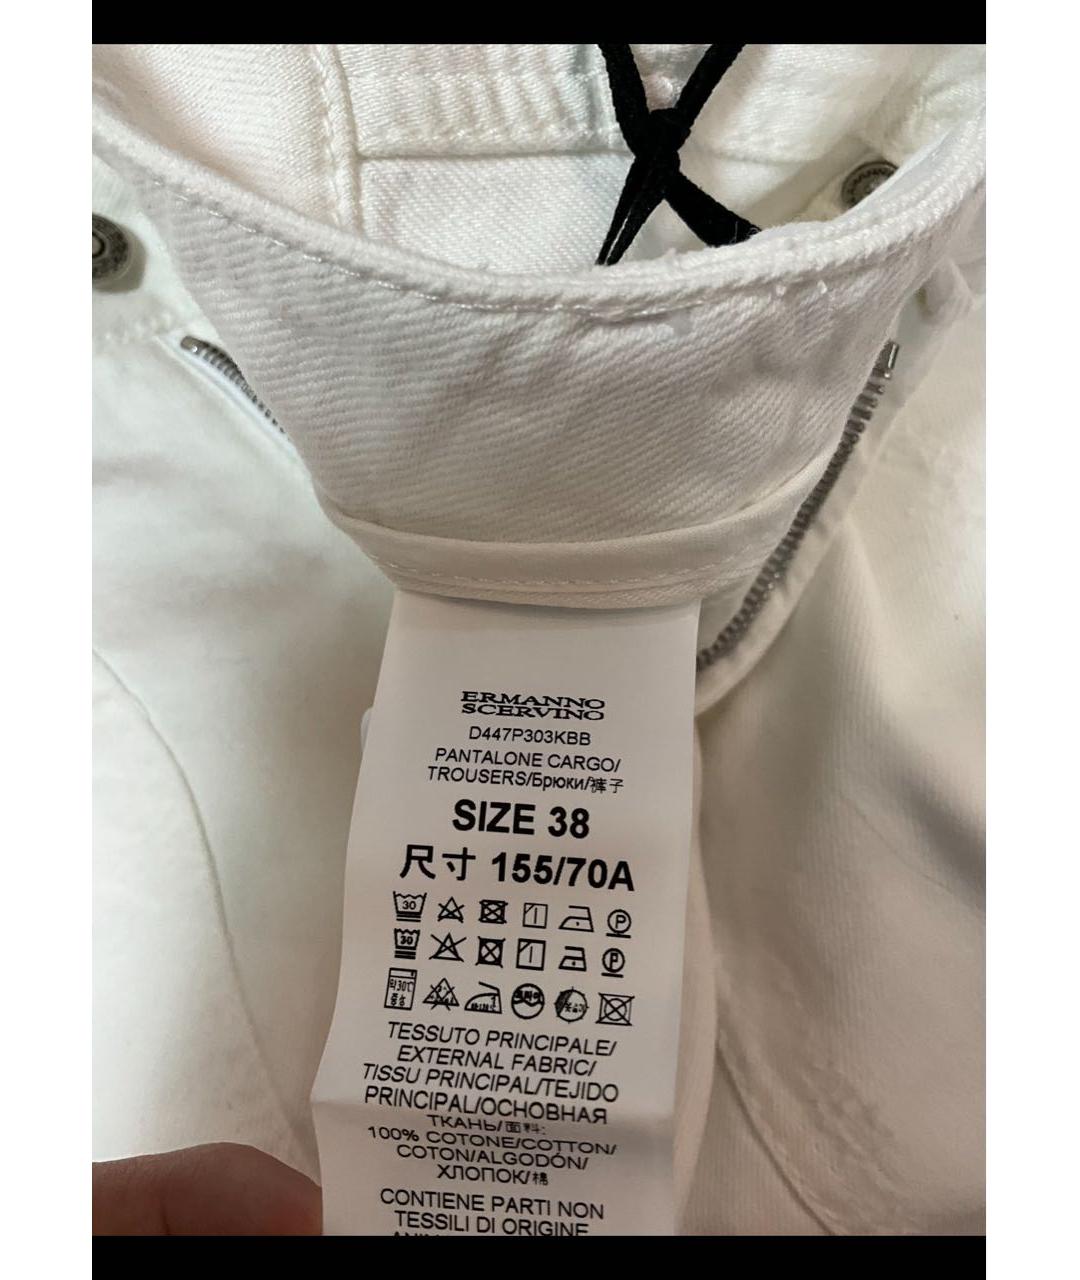 ERMANNO
SCERVINO
D447P303KBB
PANTALONE CARGO/
TROUSERS/Брюки/裤子
SIZE 38
尺寸 155/70A
30
30
P
P
TESSUTO PRINCIPALE/
EXTERNAL FABRIC/
TISSU PRINCIPAL/TEJIDO
PRINCIPAL/ОСНОВНАЯ
ТКАНЬ/面料:
100% COTONE/COTTON/
COTON/ALGODÓN/
ХЛОПОК/棉
CONTIENE PARTI NON
TESSILI DI ORIGINE